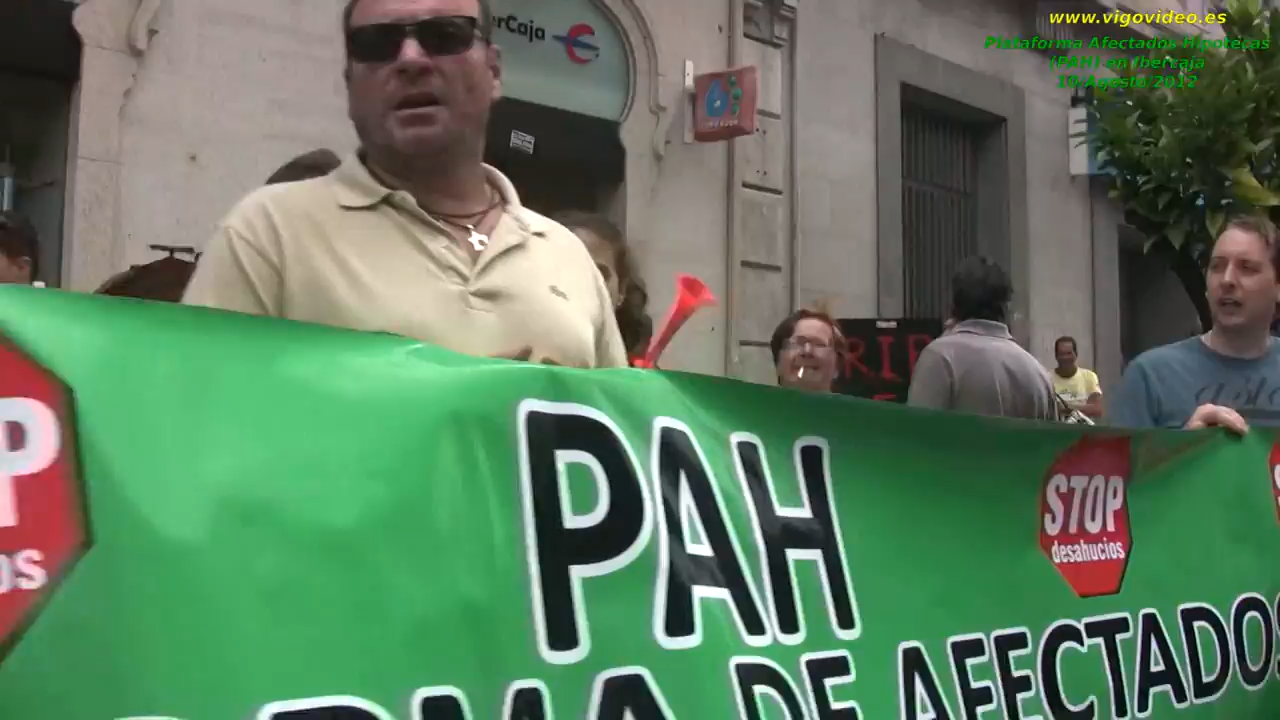 www.vigovideo.es
Plataforma Afectados Hipotecas
(PAH) en Ibercaja
10/Agosto/2012
erCaja
RIP
PAH
STOP
desahucios
P
os
DE AFECTADOS